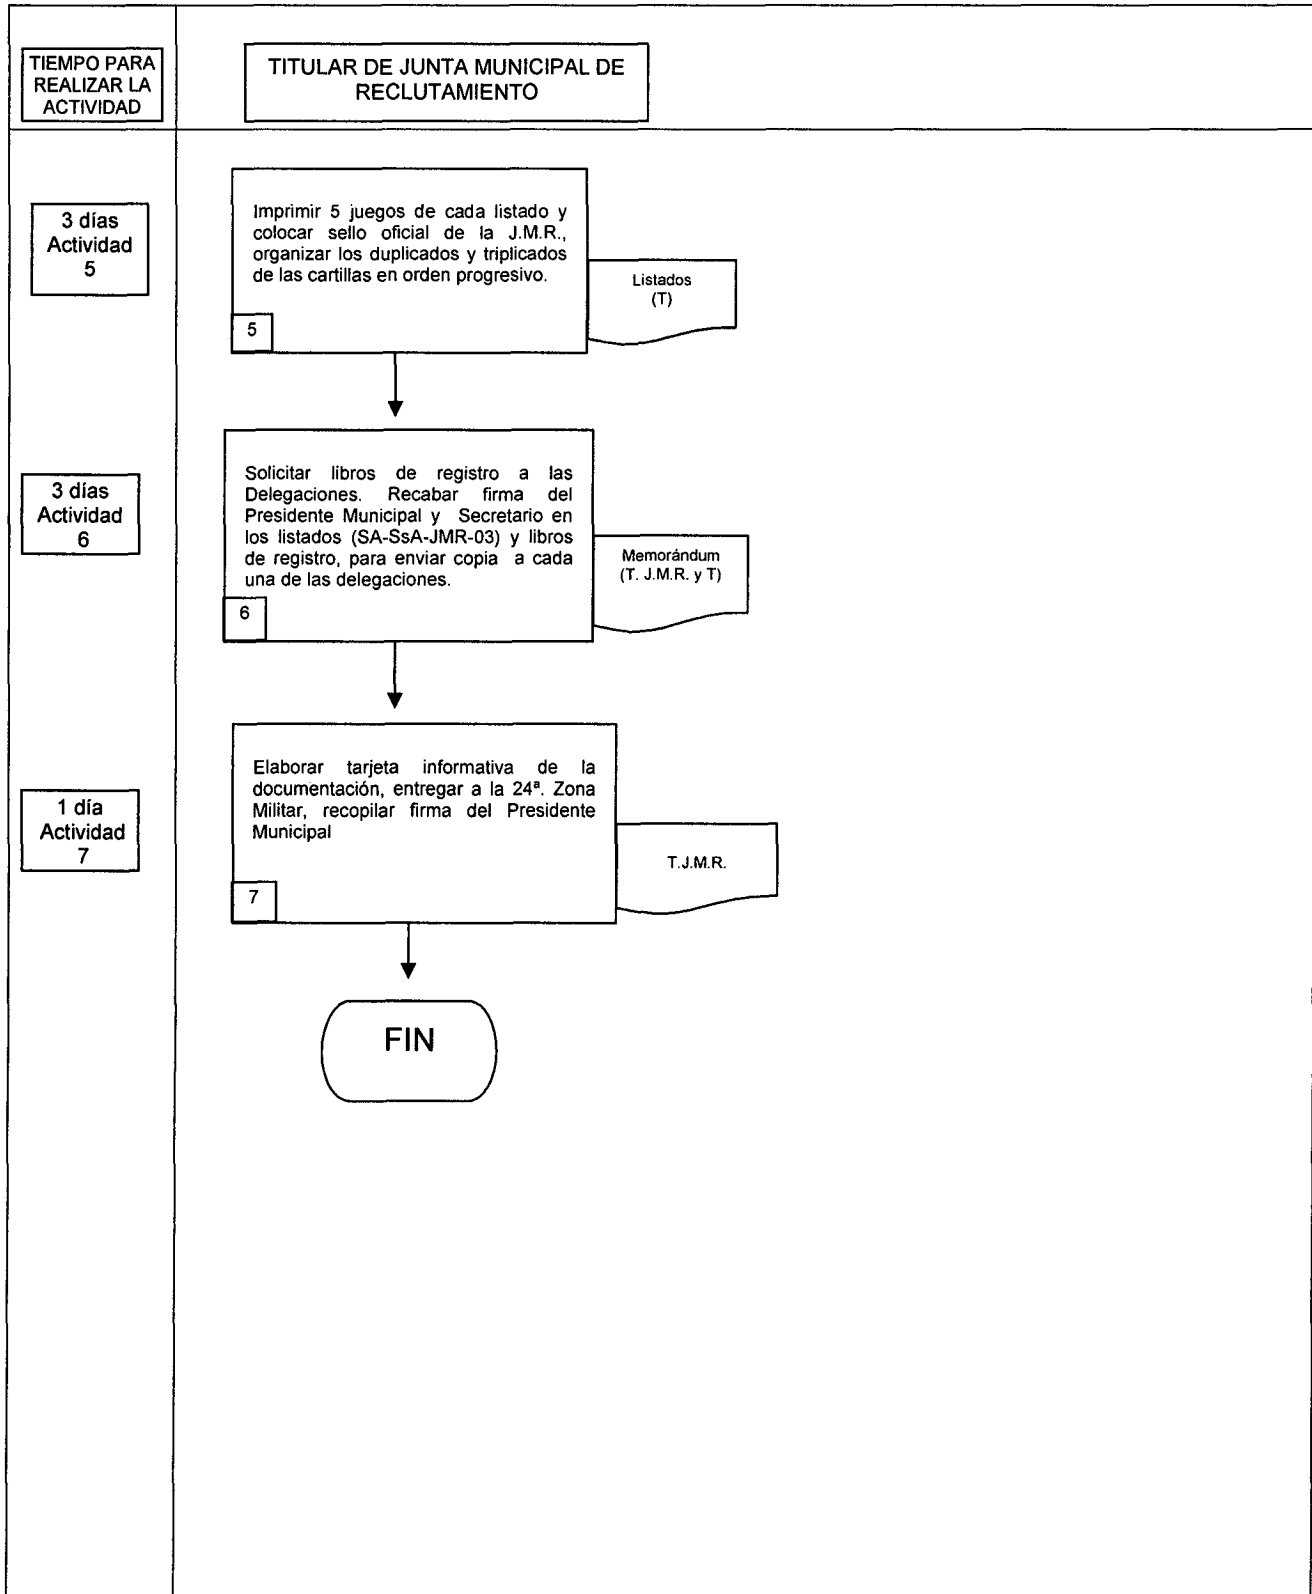 TIEMPO PARA
REALIZAR LA
ACTIVIDAD
TITULAR DE JUNTA MUNICIPAL DE
RECLUTAMIENTO
3 días
Actividad
5
Imprimir 5 juegos de cada listado y
colocar sello oficial de la J.M.R.,
organizar los duplicados y triplicados
de las cartillas en orden progresivo.
5
Listados
(T)
3 días
Actividad
6
Solicitar libros de registro a las
Delegaciones. Recabar firma del
Presidente Municipal y Secretario en
los listados (SA-SsA-JMR-03) y libros
de registro, para enviar copia a cada
una de las delegaciones.
6
Memorándum
(T. J.M.R. y T)
1 día
Actividad
7
Elaborar tarjeta informativa de la
documentación, entregar a la 24ª. Zona
Militar, recopilar firma del Presidente
Municipal
7
T.J.M.R.
FIN